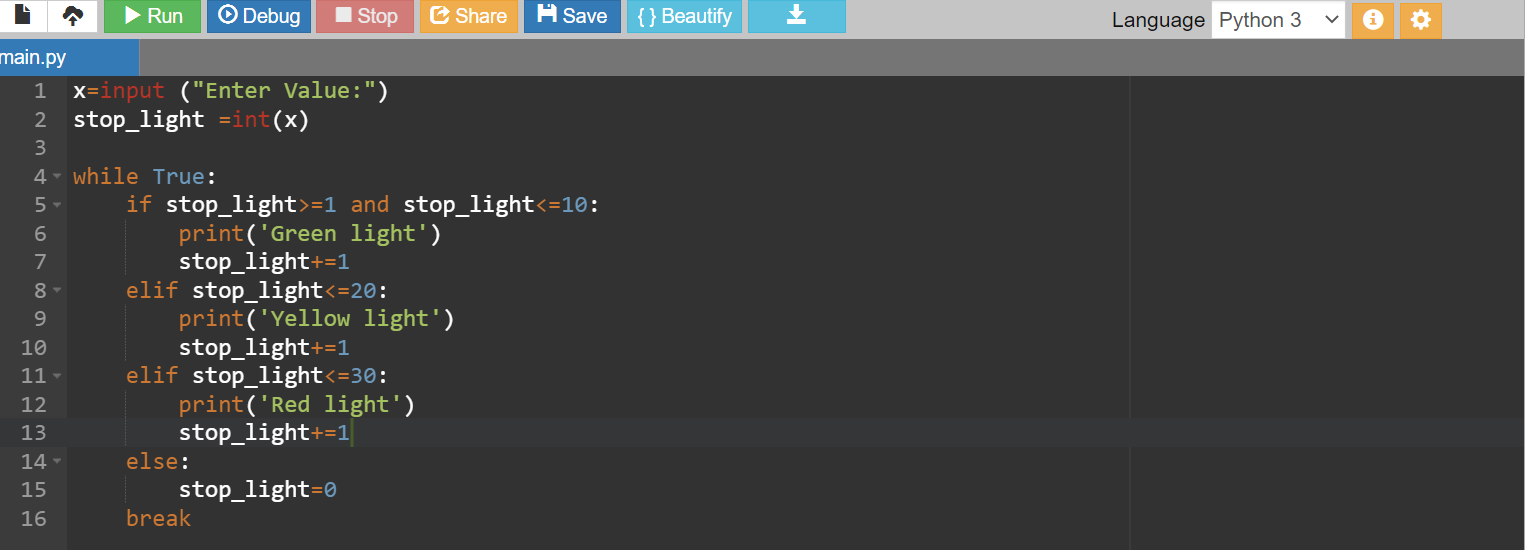 Run Debug Stop Share Save {} Beautify Language Python 3
main.py
1 x=input ("Enter Value:")
2 stop_light =int(x)
3
4 while True:
5     if stop_light>=1 and stop_light<=10:
6         print('Green light')
7         stop_light+=1
8     elif stop_light<=20:
9         print('Yellow light')
10         stop_light+=1
11     elif stop_light<=30:
12         print('Red light')
13         stop_light+=1
14     else:
15         stop_light=0
16     break